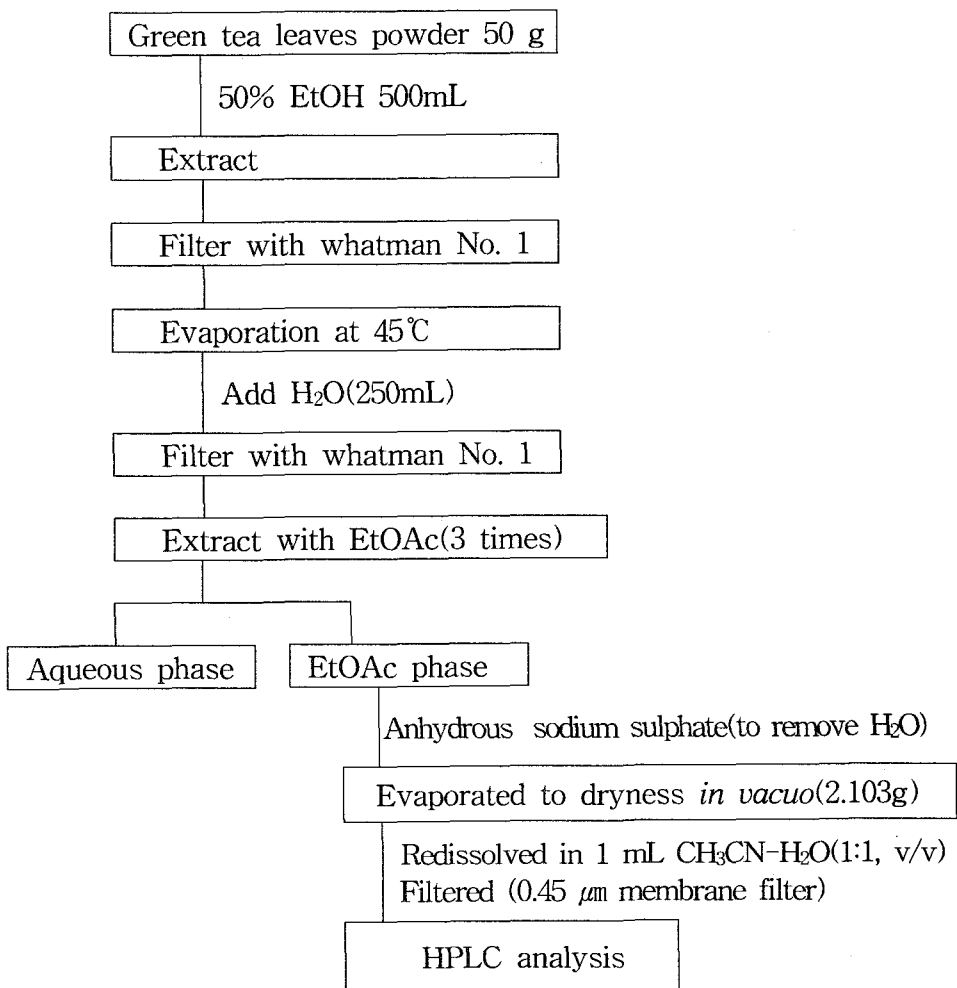 Green tea leaves powder 50 g
50% EtOH 500mL
Extract
Filter with whatman No. 1
Evaporation at 45℃
Add H₂O(250mL)
Filter with whatman No. 1
Extract with EtOAc(3 times)
Aqueous phase
EtOAc phase
Anhydrous sodium sulphate(to remove H₂O)
Evaporated to dryness in vacuo(2.103g)
Redissolved in 1 mL CH₃CN-H₂O(1:1, v/v)
Filtered (0.45 ㎛ membrane filter)
HPLC analysis